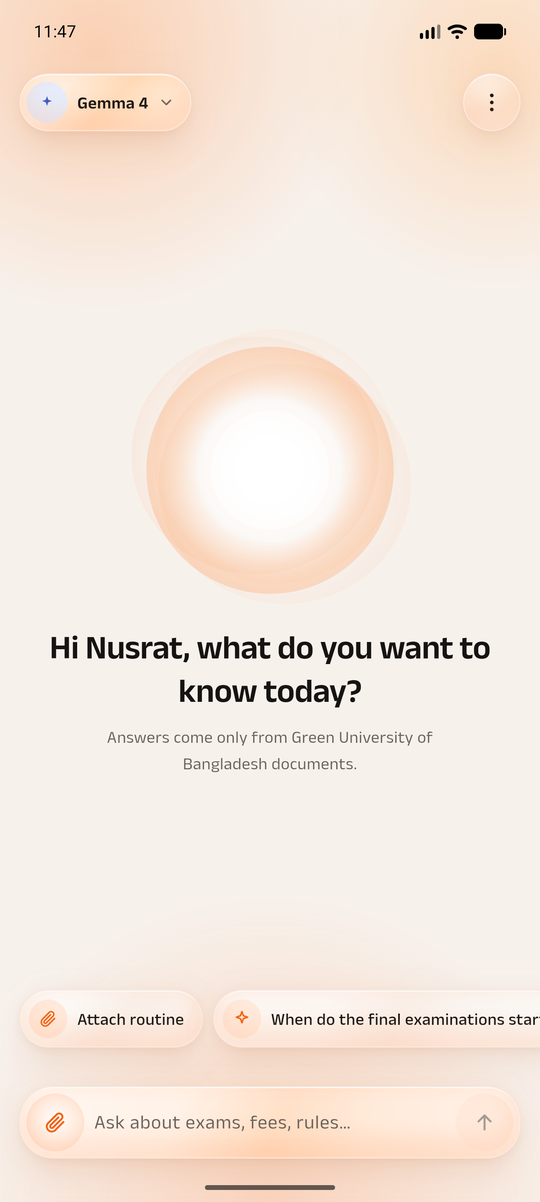 11:47
Gemma 4
Hi Nusrat, what do you want to
know today?
Answers come only from Green University of
Bangladesh documents.
Attach routine
When do the final examinations star
Ask about exams, fees, rules…